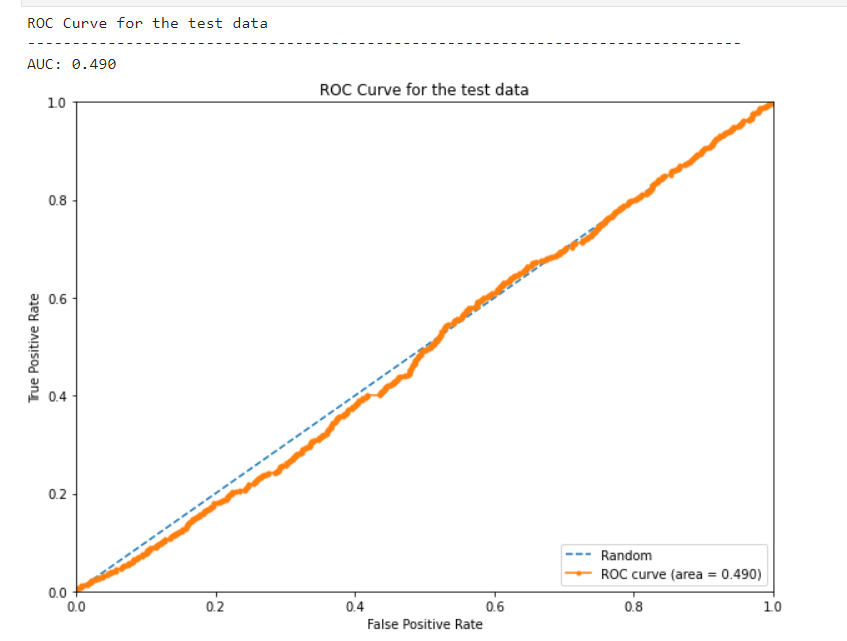 ROC Curve for the test data
--------------------------------------------------------------------------------
AUC: 0.490
ROC Curve for the test data
1.0
0.8
0.6
0.4
0.2
0.0
True Positive Rate
0.0 0.2 0.4 0.6 0.8 1.0
False Positive Rate
Random
ROC curve (area = 0.490)